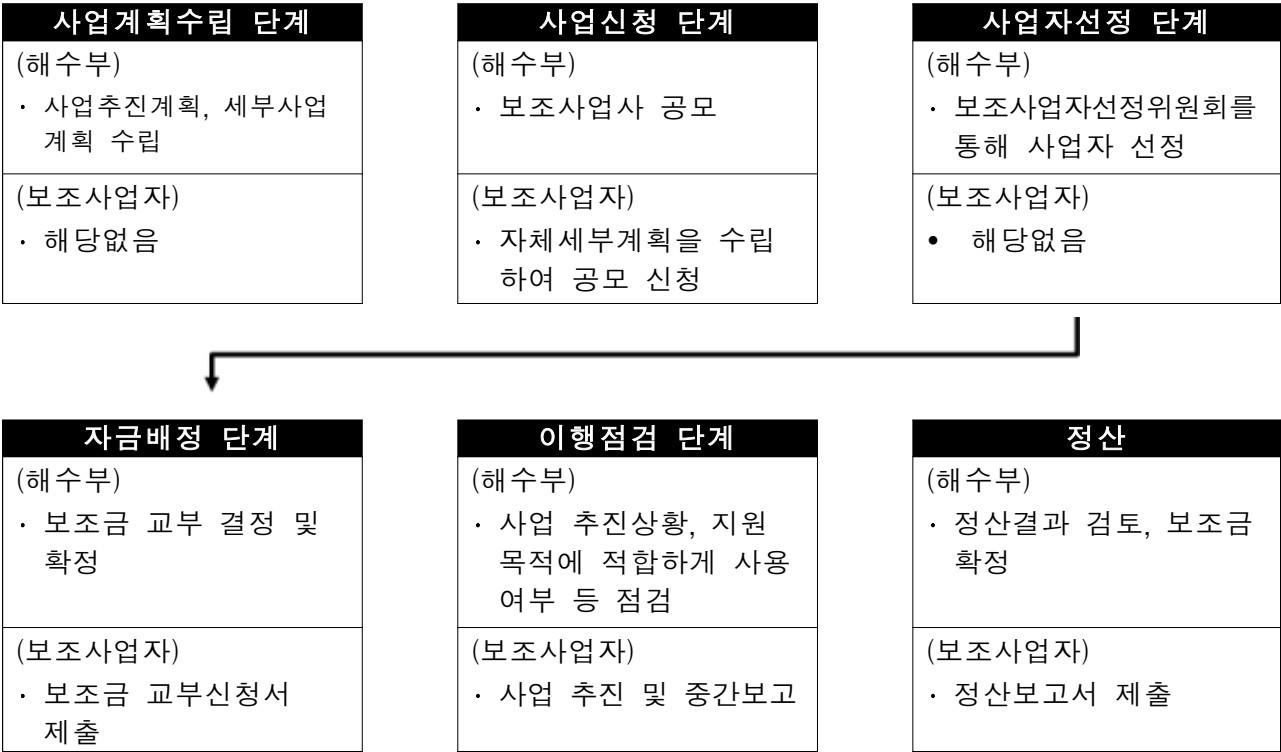 사업계획수립 단계
(해수부)
· 사업추진계획, 세부사업
계획 수립
(보조사업자)
· 해당없음
사업신청 단계
(해수부)
· 보조사업사 공모
(보조사업자)
· 자체세부계획을 수립
하여 공모 신청
사업자선정 단계
(해수부)
· 보조사업자선정위원회를
통해 사업자 선정
(보조사업자)
• 해당없음
자금배정 단계
(해수부)
· 보조금 교부 결정 및
확정
(보조사업자)
· 보조금 교부신청서
제출
이행점검 단계
(해수부)
· 사업 추진상황, 지원
목적에 적합하게 사용
여부 등 점검
(보조사업자)
· 사업 추진 및 중간보고
정산
(해수부)
· 정산결과 검토, 보조금
확정
(보조사업자)
· 정산보고서 제출